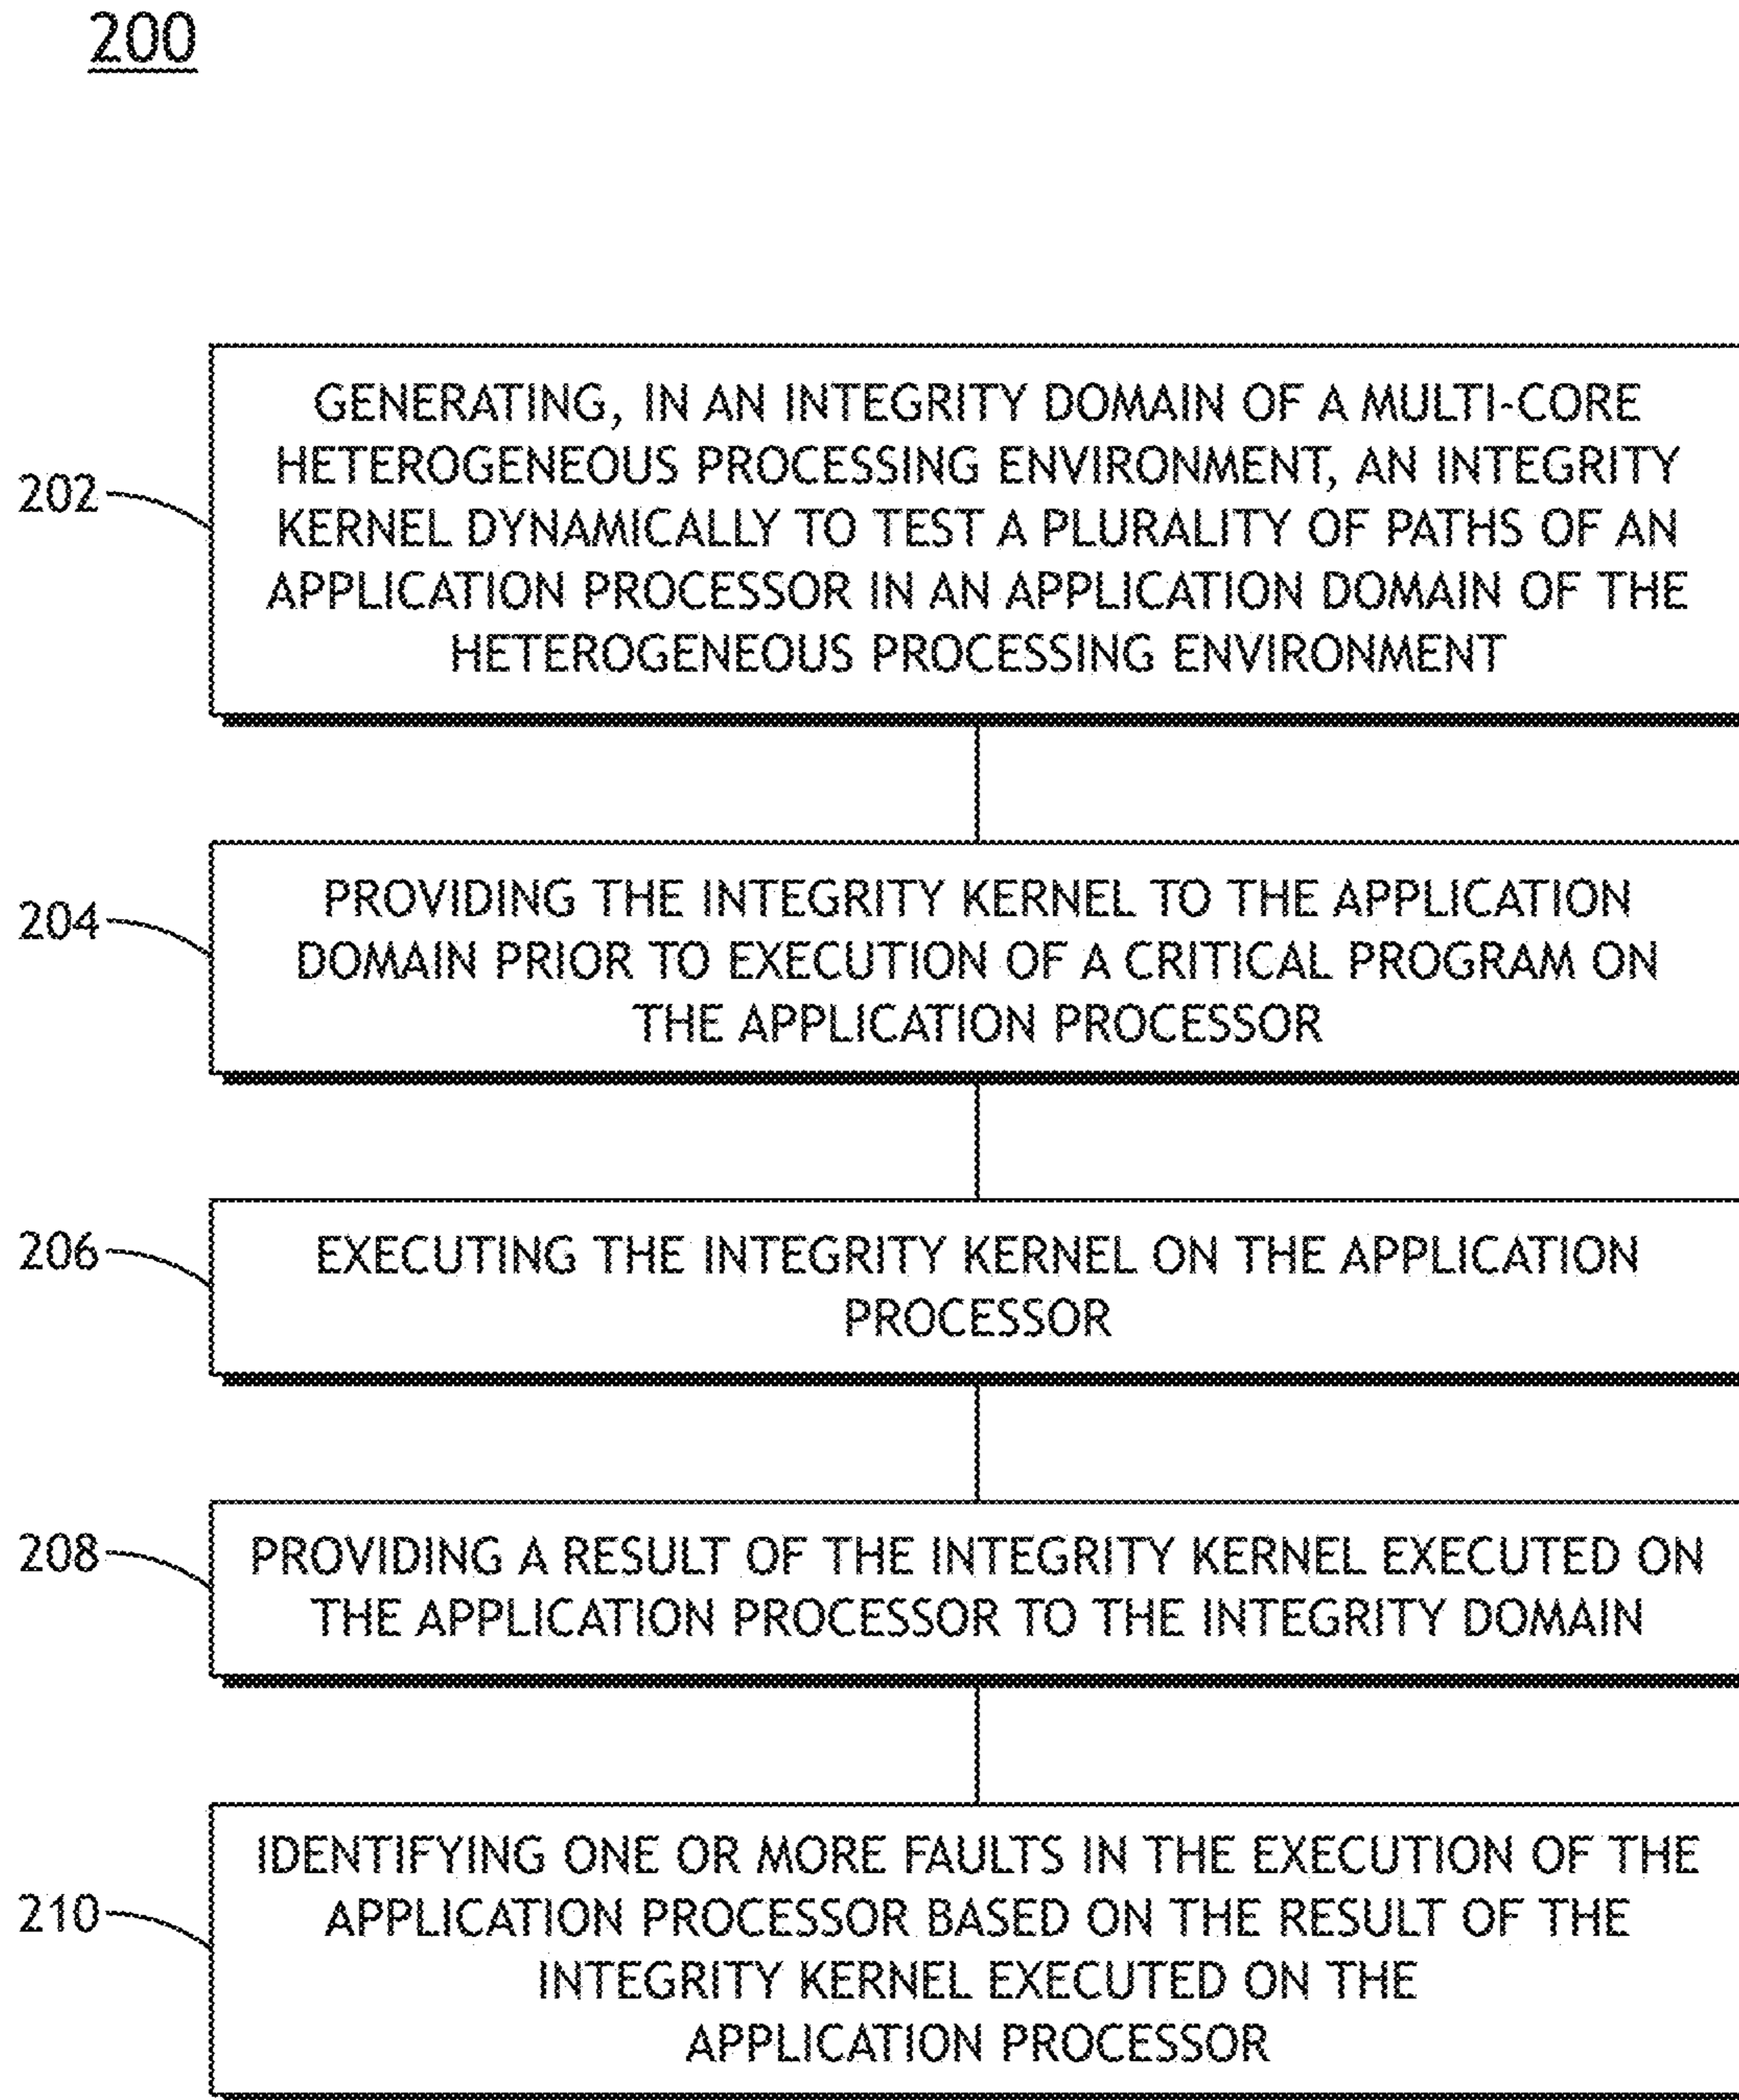 200
202
GENERATING, IN AN INTEGRITY DOMAIN OF A MULTI-CORE
HETEROGENEOUS PROCESSING ENVIRONMENT, AN INTEGRITY
KERNEL DYNAMICALLY TO TEST A PLURALITY OF PATHS OF AN
APPLICATION PROCESSOR IN AN APPLICATION DOMAIN OF THE
HETEROGENEOUS PROCESSING ENVIRONMENT
204
PROVIDING THE INTEGRITY KERNEL TO THE APPLICATION
DOMAIN PRIOR TO EXECUTION OF A CRITICAL PROGRAM ON
THE APPLICATION PROCESSOR
206
EXECUTING THE INTEGRITY KERNEL ON THE APPLICATION
PROCESSOR
208
PROVIDING A RESULT OF THE INTEGRITY KERNEL EXECUTED ON
THE APPLICATION PROCESSOR TO THE INTEGRITY DOMAIN
210
IDENTIFYING ONE OR MORE FAULTS IN THE EXECUTION OF THE
APPLICATION PROCESSOR BASED ON THE RESULT OF THE
INTEGRITY KERNEL EXECUTED ON THE
APPLICATION PROCESSOR